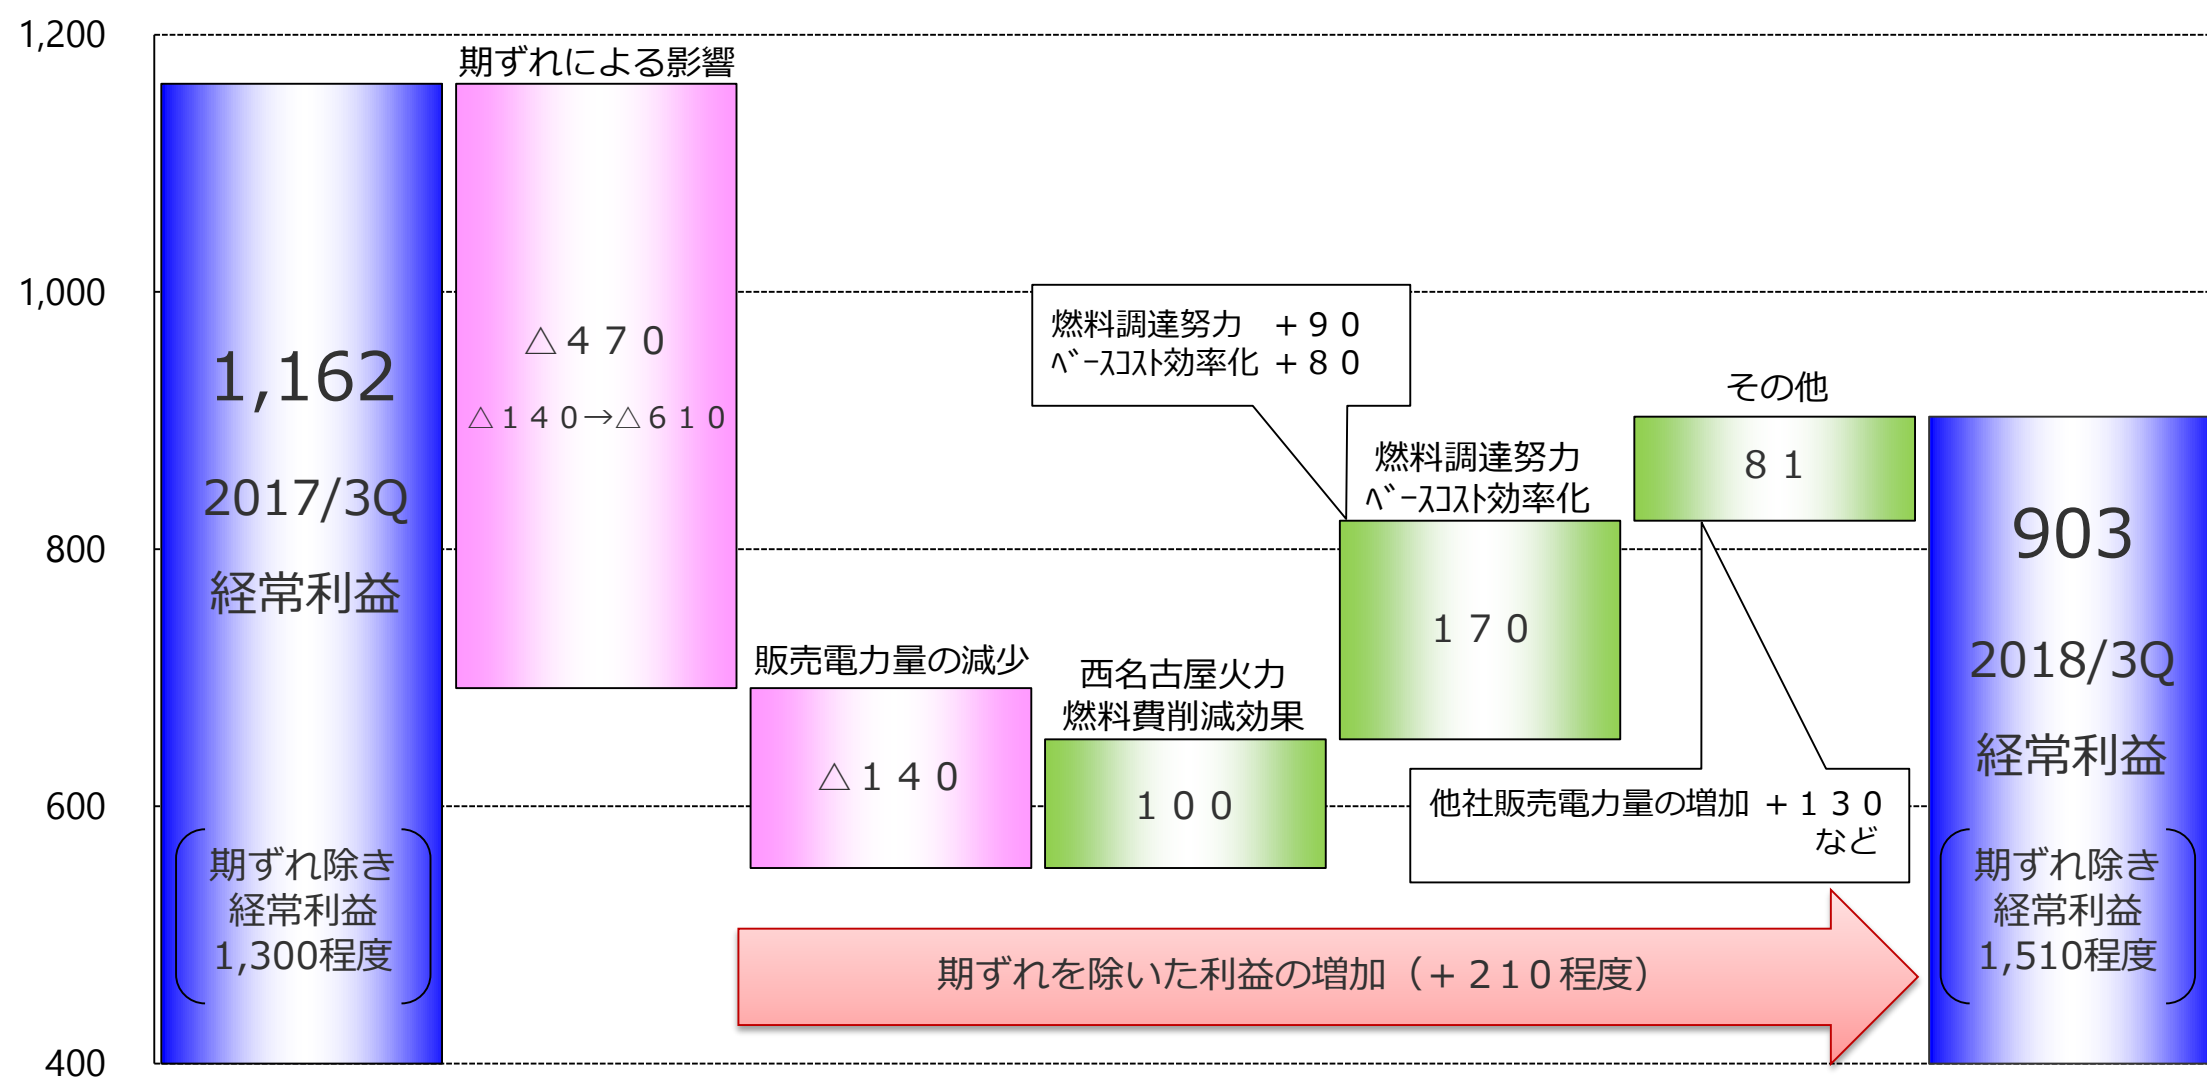 1,200
1,000
800
600
400
1,162
2017/3Q
経常利益
期ずれ除き
経常利益
1,300程度
期ずれによる影響
△４７０
△１４０→△６１０
販売電力量の減少
△１４０
西名古屋火力
燃料費削減効果
１００
燃料調達努力　＋９０
ﾍﾞｰｽｺｽﾄ効率化 ＋８０
燃料調達努力
ﾍﾞｰｽｺｽﾄ効率化
１７０
その他
８１
他社販売電力量の増加 ＋１３０
など
期ずれを除いた利益の増加（＋２１０程度）
903
2018/3Q
経常利益
期ずれ除き
経常利益
1,510程度